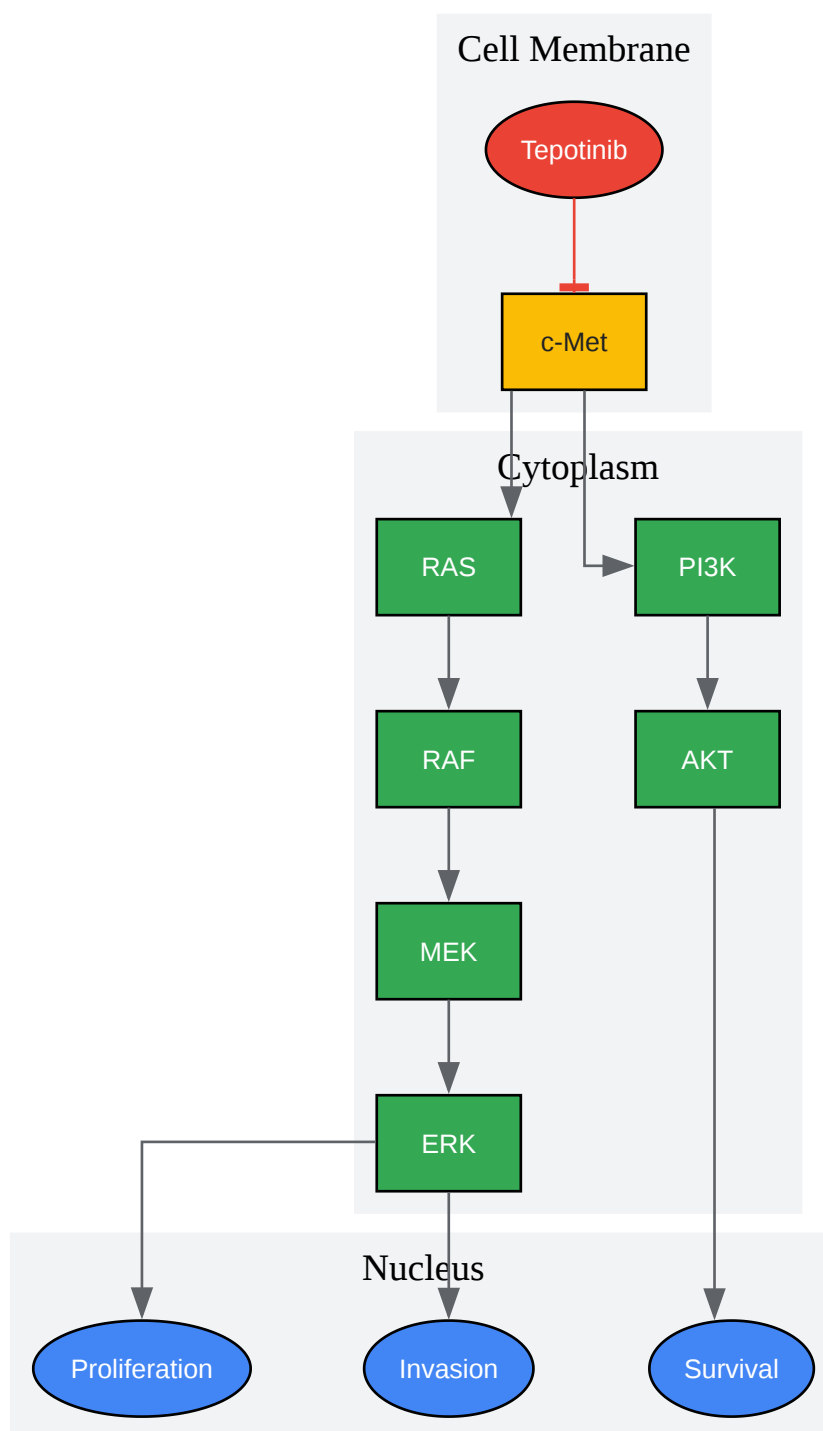 Cell Membrane
Tepotinib
c-Met
Cytoplasm
RAS
PI3K
RAF
AKT
MEK
ERK
Nucleus
Proliferation
Invasion
Survival